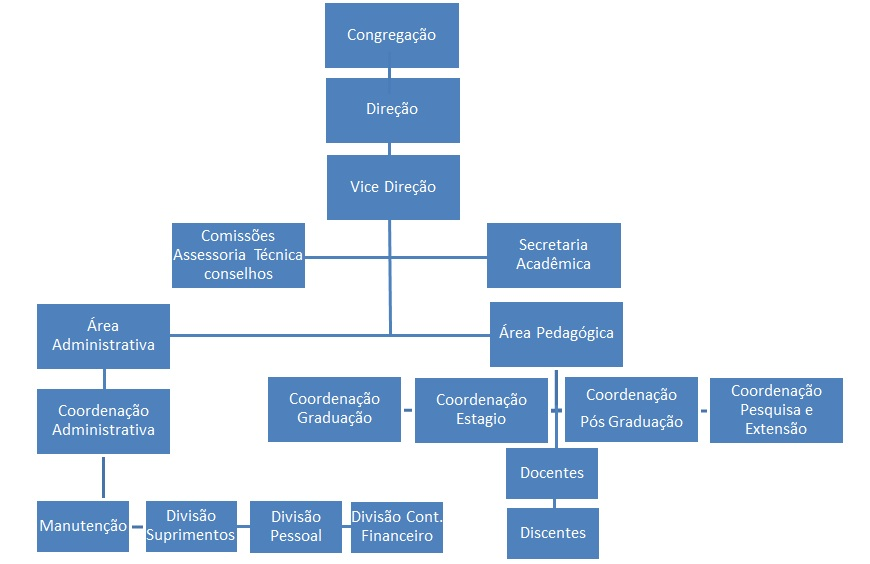 Congregação
Direção
Vice Direção
Comissões
Assessoria Técnica
conselhos
Secretaria
Acadêmica
Área
Administrativa
Área Pedagógica
Coordenação
Administrativa
Coordenação
Graduação
Coordenação
Estagio
Coordenação
Pós Graduação
Coordenação
Pesquisa e
Extensão
Docentes
Discentes
Manutenção
Divisão
Suprimentos
Divisão
Pessoal
Divisão Cont.
Financeiro